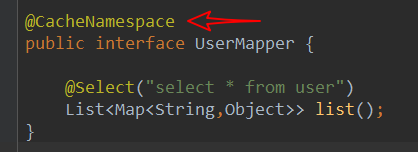 @CacheNamespace
public interface UserMapper {
@Select("select * from user")
List<Map<String,Object>> list();
}